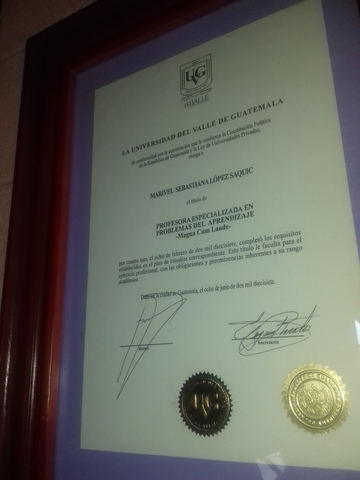 UVG
UNIVERSIDAD
DEL VALLE
LA UNIVERSIDAD DEL VALLE DE GUATEMALA
de conformidad con la autorización que le confieren la Constitución Política
de la República de Guatemala y la Ley de Universidades Privadas,
otorga a
MARIVEL SEBASTIANA LÓPEZ SAQUIC
el título de
PROFESORA ESPECIALIZADA EN
PROBLEMAS DEL APRENDIZAJE
-Magna Cum Laude-
por cuanto que, el ocho de febrero de dos mil diecisiete, completó los requisitos
establecidos en el plan de estudios correspondiente. Este título le faculta para el
ejercicio profesional, con las obligaciones y preeminencias inherentes a su rango
académico.
Dado en la ciudad de Guatemala, el ocho de junio de dos mil diecisiete.
Rector
Secretaria
UVG